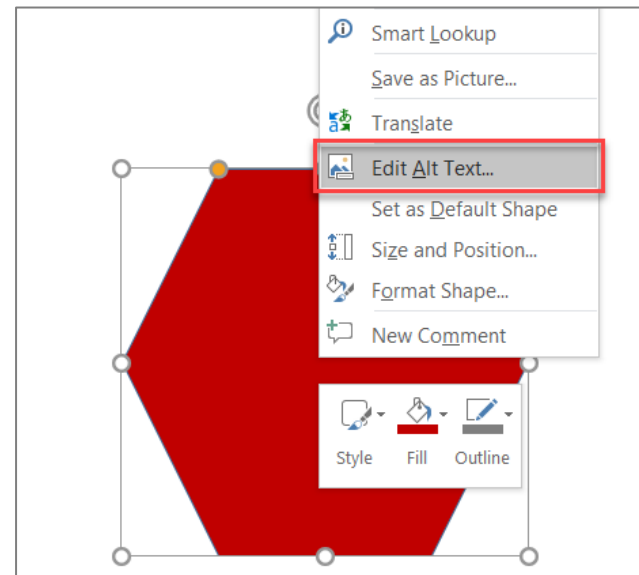 Smart Lookup
Save as Picture...
Translate
Edit Alt Text...
Set as Default Shape
Size and Position...
Format Shape...
New Comment
Style Fill Outline